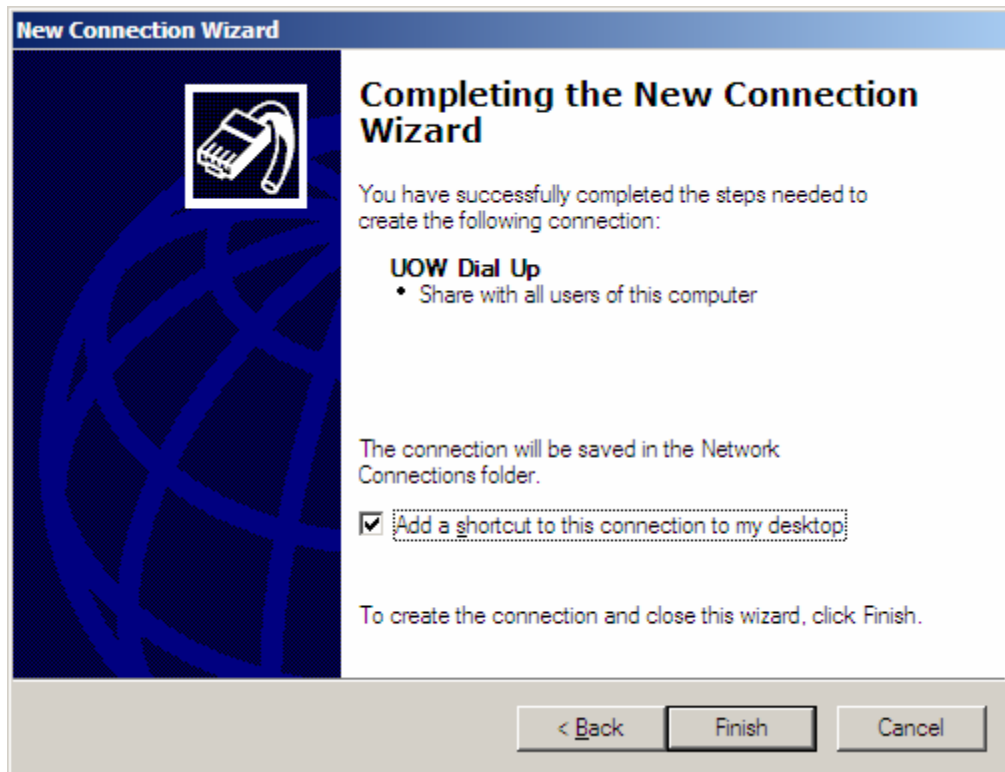 New Connection Wizard
Completing the New Connection
Wizard
You have successfully completed the steps needed to
create the following connection:
UOW Dial Up
• Share with all users of this computer
The connection will be saved in the Network
Connections folder.
Add a shortcut to this connection to my desktop
To create the connection and close this wizard, click Finish.
< Back Finish Cancel